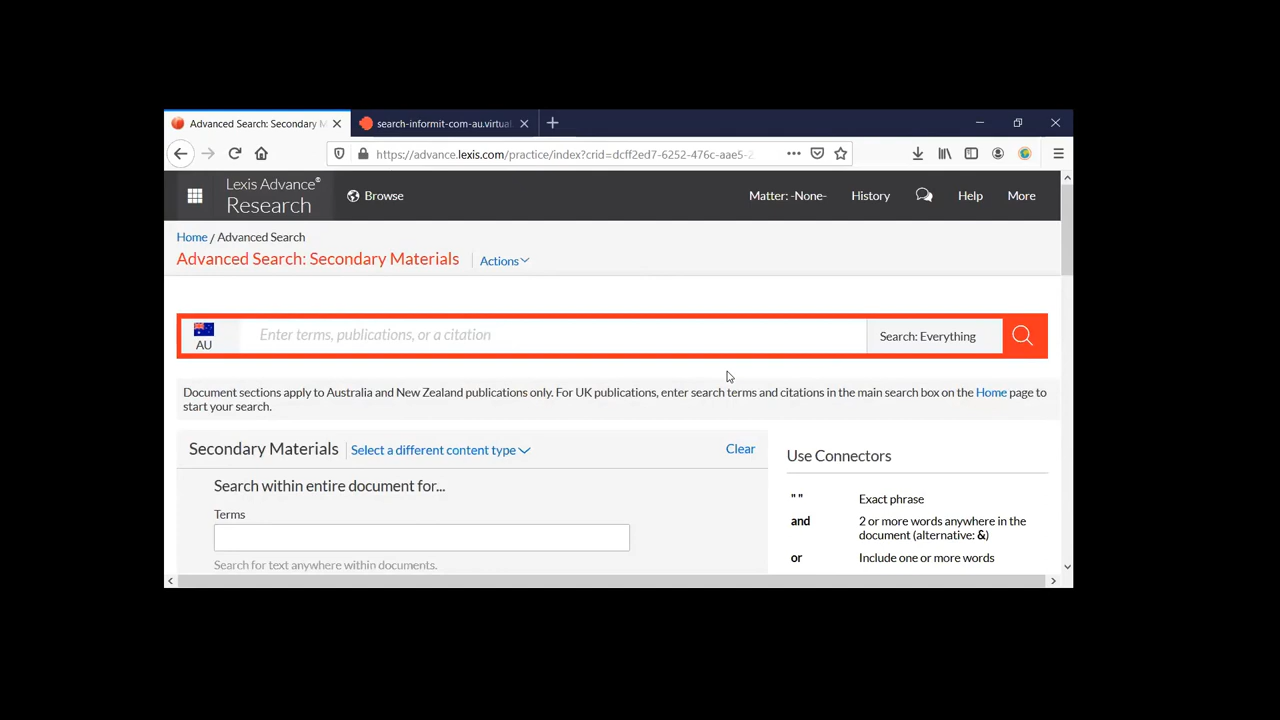 Advanced Search: Secondary M
search-informit-com-au.virtual
https://advance.lexis.com/practice/index?crid=dcff2ed7-6252-476c-aae5-2
Lexis Advance®
Research
Browse
Matter: -None-
History
Help
More
Home / Advanced Search
Advanced Search: Secondary Materials
Actions
AU
Enter terms, publications, or a citation
Search: Everything
Document sections apply to Australia and New Zealand publications only. For UK publications, enter search terms and citations in the main search box on the Home page to
start your search.
Secondary Materials
Select a different content type
Clear
Search within entire document for...
Terms
Search for text anywhere within documents.
Use Connectors
" " Exact phrase
and 2 or more words anywhere in the
document (alternative: &)
or Include one or more words